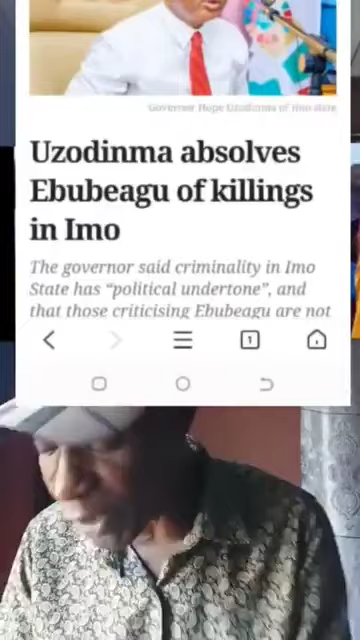 Governor Hope Uzodinma of Imo state
Uzodinma absolves
Ebubeagu of killings
in Imo
The governor said criminality in Imo
State has “political undertone”, and
that those criticising Ebubeagu are not
1